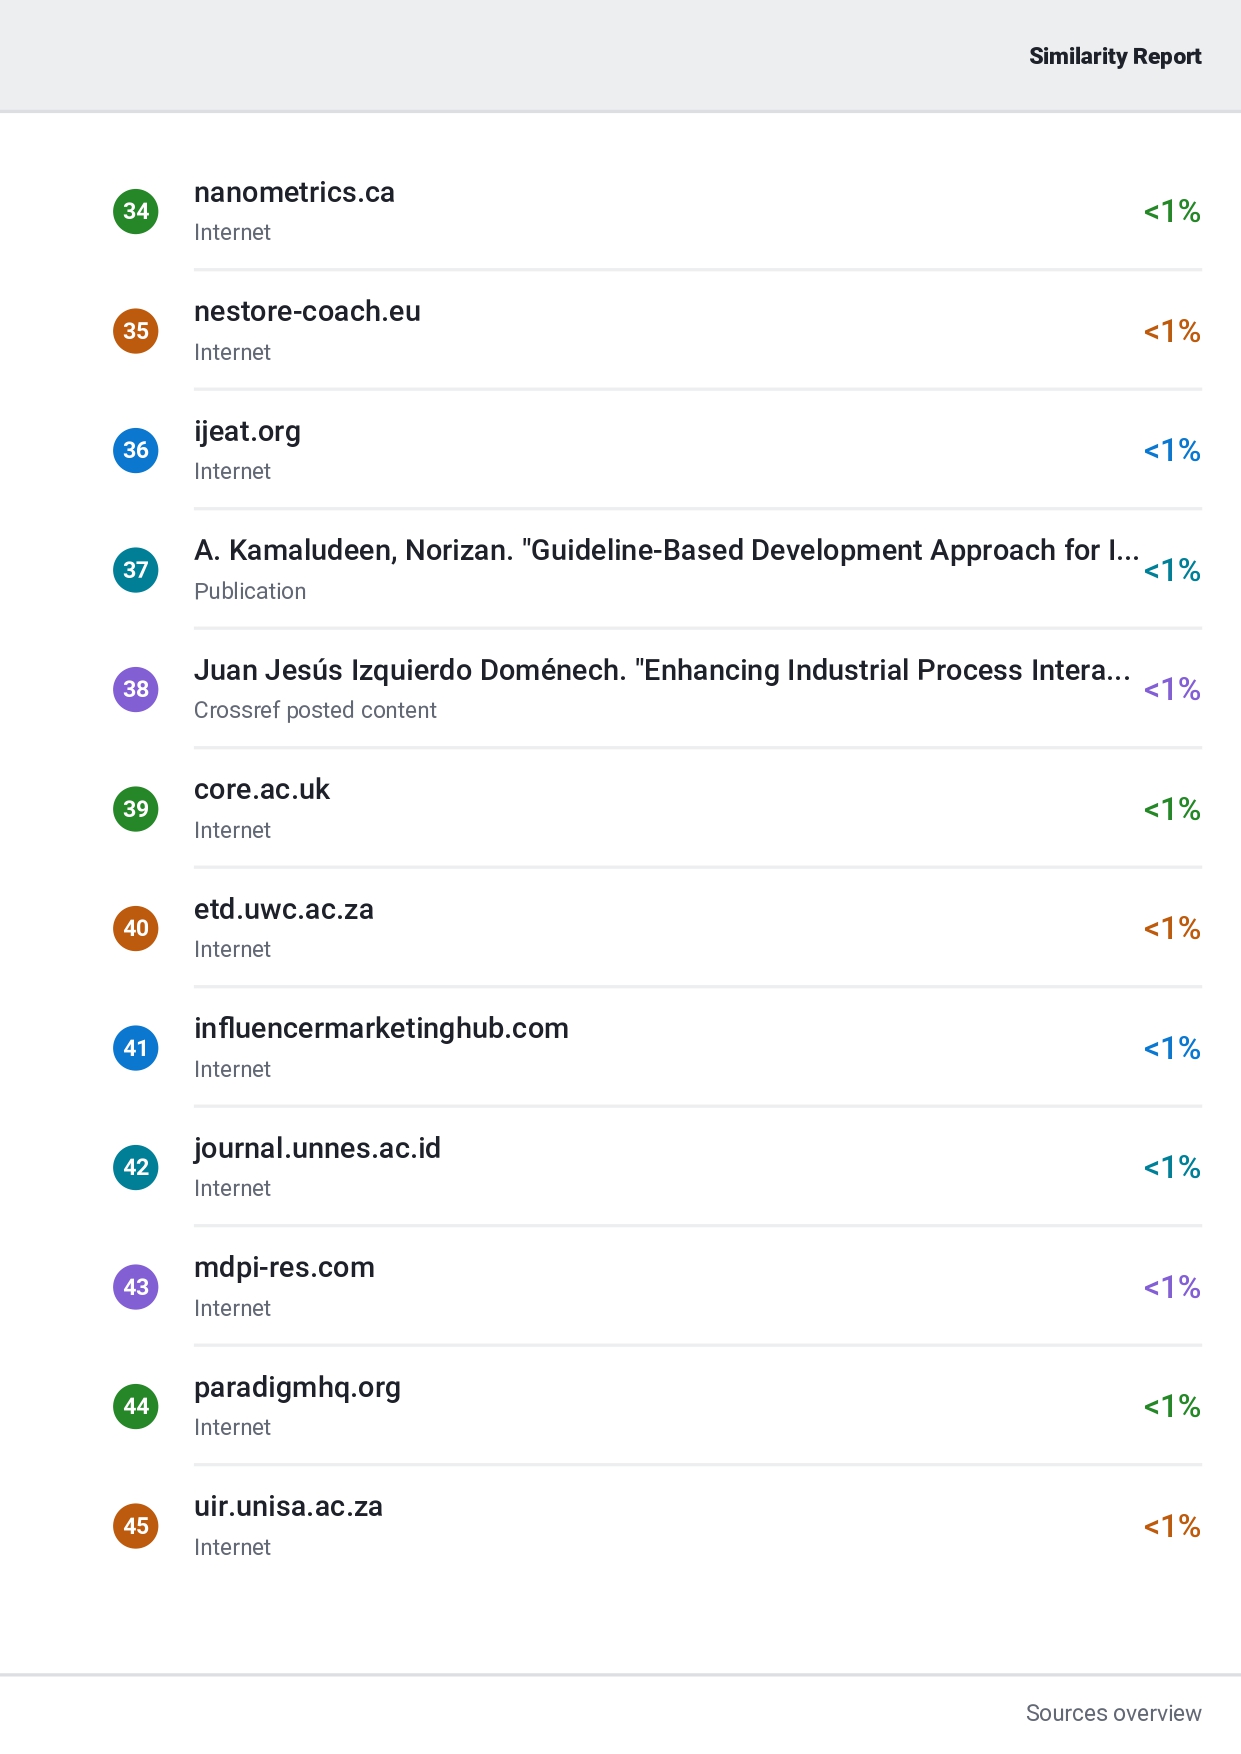 Similarity Report
34
nanometrics.ca
Internet
<1%
35
nestore-coach.eu
Internet
<1%
36
ijeat.org
Internet
<1%
37
A. Kamaludeen, Norizan. "Guideline-Based Development Approach for I...
Publication
<1%
38
Juan Jesús Izquierdo Doménech. "Enhancing Industrial Process Intera...
Crossref posted content
<1%
39
core.ac.uk
Internet
<1%
40
etd.uwc.ac.za
Internet
<1%
41
influencermarketinghub.com
Internet
<1%
42
journal.unnes.ac.id
Internet
<1%
43
mdpi-res.com
Internet
<1%
44
paradigmhq.org
Internet
<1%
45
uir.unisa.ac.za
Internet
<1%
Sources overview